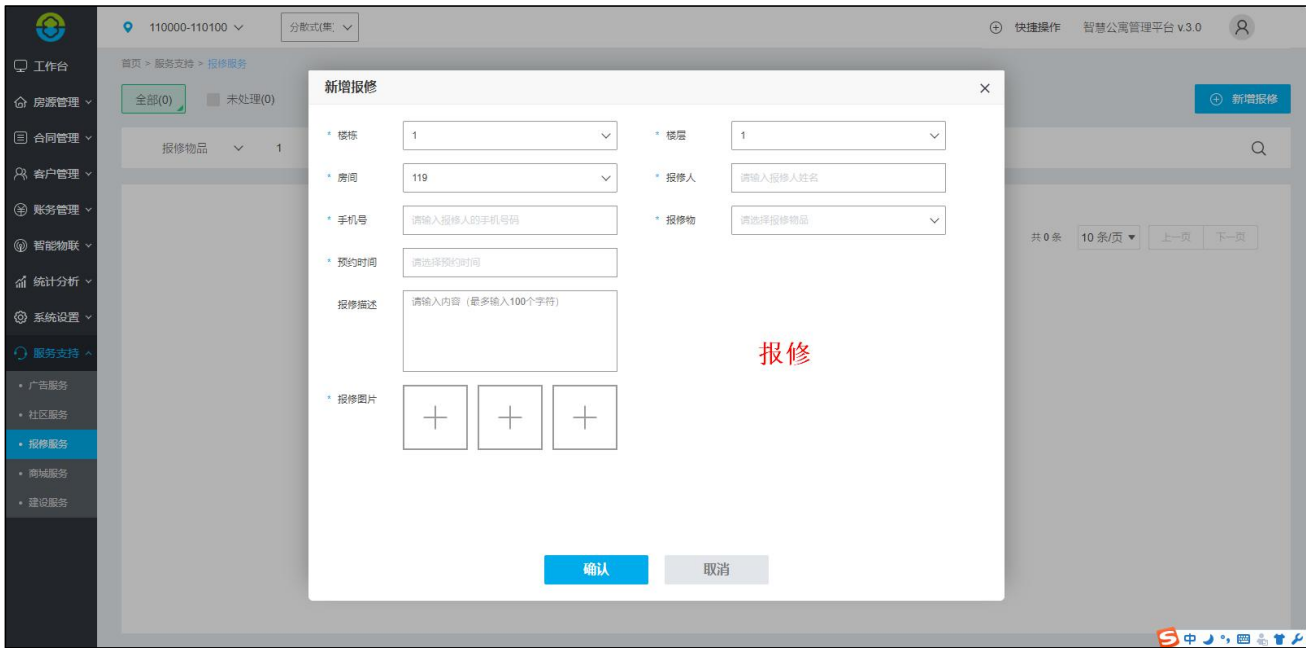 110000-110100
分散式(集:
快捷操作
智慧公寓管理平台 v.3.0
工作台
房源管理
合同管理
客户管理
账务管理
智能物联
统计分析
系统设置
服务支持
• 广告服务
• 社区服务
• 报修服务
• 商城服务
• 建设服务
首页 > 服务支持 > 报修服务
全部(0)
未处理(0)
新增报修
报修物品
1
共 0 条
10 条/页
上一页
下一页
新增报修
* 楼栋
1
* 楼层
1
* 房间
119
* 报修人
请输入报修人姓名
* 手机号
请输入报修人的手机号码
* 报修物
请选择报修物品
* 预约时间
请选择预约时间
报修描述
请输入内容（最多输入100个字符）
报修
* 报修图片
确认
取消
中